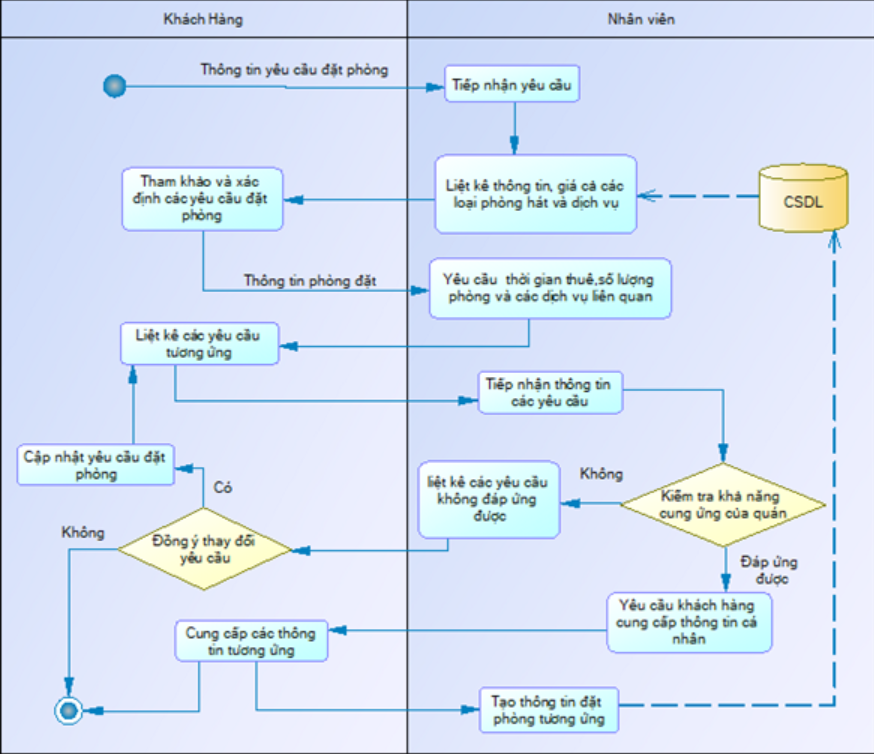 Khách Hàng
Nhân viên
Thông tin yêu cầu đặt phòng
Tiếp nhận yêu cầu
Tham khảo và xác
định các yêu cầu đặt
phòng
Liệt kê thông tin, giá cả các
loại phòng hát và dịch vụ
CSDL
Thông tin phòng đặt
Yêu cầu thời gian thuê,số lượng
phòng và các dịch vụ liên quan
Liệt kê các yêu cầu
tương ứng
Tiếp nhận thông tin
các yêu cầu
Cập nhật yêu cầu đặt
phòng
Có
liệt kê các yêu cầu
không đáp ứng
được
Không
Kiểm tra khả năng
cung ứng của quán
Không
Đồng ý thay đổi
yêu cầu
Đáp ứng
được
Yêu cầu khách hàng
cung cấp thông tin cá
nhân
Cung cấp các thông
tin tương ứng
Tạo thông tin đặt
phòng tương ứng